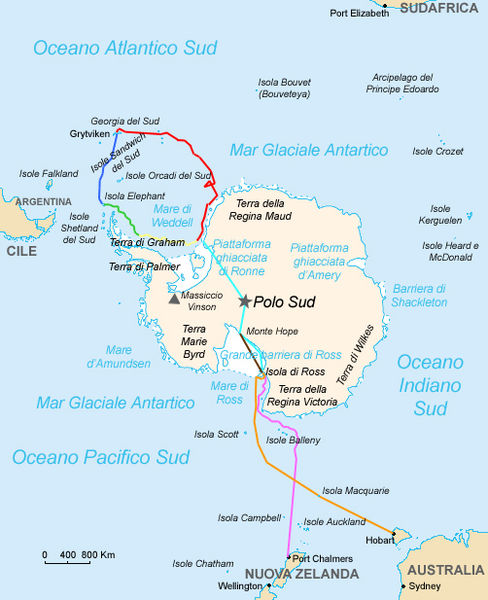 SUDAFRICA
Port Elizabeth
Oceano Atlantico Sud
Isola Bouvet
(Bouveteya)
Arcipelago del
Principe Edoardo
Georgia del Sud
Grytviken
Isole Sandwich
del Sud
Mar Glaciale Antartico
Isole Crozet
Isole Orcadi del Sud
Isole Falkland
Isola Elephant
Terra della
Regina Maud
ARGENTINA
Mare di
Weddell
Isole
Kerguelen
Isole
Shetland
del Sud
CILE
Terra di Graham
Piattaforma
ghiacciata
di Ronne
Piattaforma
ghiacciata
d'Amery
Isole Heard e
McDonald
Terra di Palmer
Barriera di
Shackleton
Massiccio
Vinson
Polo Sud
Terra
Marie
Byrd
Monte Hope
Terra di Wilkes
Mare
d'Amundsen
Grande barriera di Ross
Oceano
Indiano
Sud
Isola di Ross
Mare di
Ross
Terra della
Regina Victoria
Mar Glaciale Antartico
Isola Scott
Isole Balleny
Oceano Pacifico Sud
Isola Macquarie
Isola Campbell
Isole Auckland
Hobart
0 400 800 Km
Isole Chatham
Port Chalmers
NUOVA ZELANDA
AUSTRALIA
Wellington
Sydney